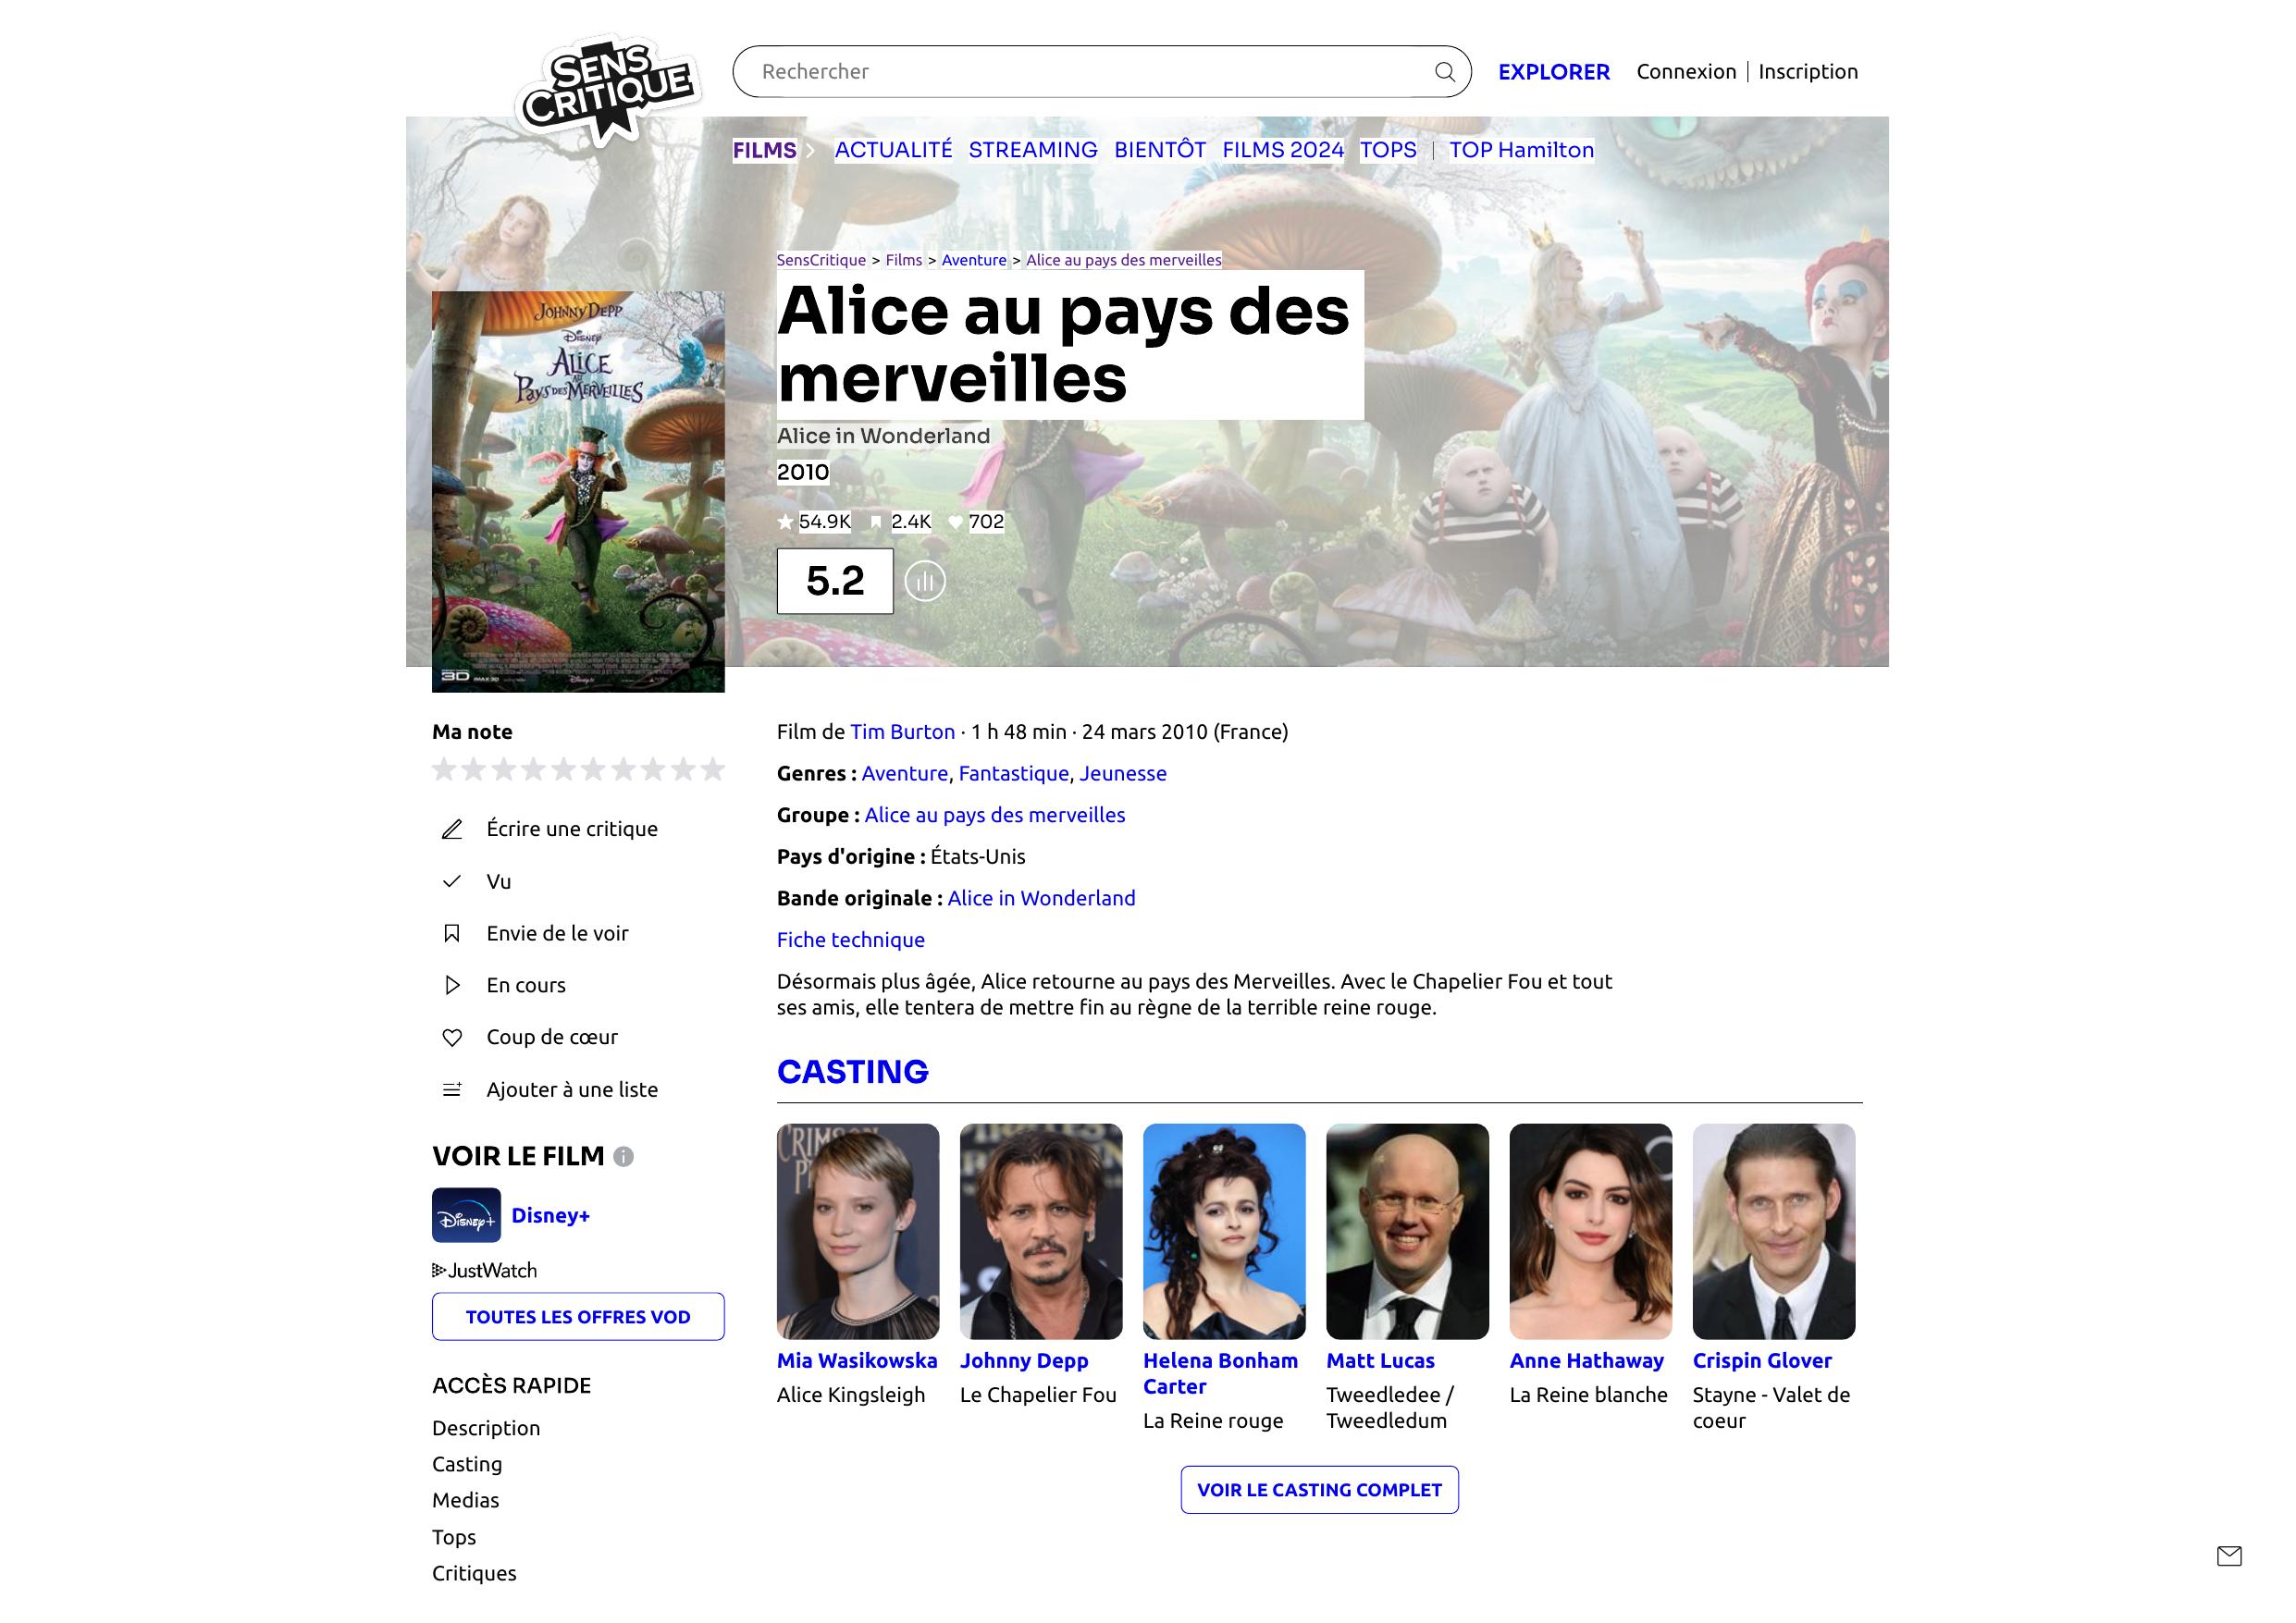 SENS
CRITIQUE
Rechercher
EXPLORER
Connexion | Inscription
FILMS
ACTUALITÉ
STREAMING
BIENTÔT
FILMS 2024
TOPS
|
TOP Hamilton
SensCritique > Films > Aventure > Alice au pays des merveilles
Alice au pays des
merveilles
Alice in Wonderland
2010
54.9K
2.4K
702
5.2
JOHNNY DEPP
DISNEY
ALICE
AU
PAYS DES MERVEILLES
3D
IMAX 3D
Ma note
Écrire une critique
Vu
Envie de le voir
En cours
Coup de cœur
Ajouter à une liste
VOIR LE FILM
Disney+
Disney+
JustWatch
TOUTES LES OFFRES VOD
ACCÈS RAPIDE
Description
Casting
Medias
Tops
Critiques
Film de Tim Burton · 1 h 48 min · 24 mars 2010 (France)
Genres : Aventure, Fantastique, Jeunesse
Groupe : Alice au pays des merveilles
Pays d'origine : États-Unis
Bande originale : Alice in Wonderland
Fiche technique
Désormais plus âgée, Alice retourne au pays des Merveilles. Avec le Chapelier Fou et tout
ses amis, elle tentera de mettre fin au règne de la terrible reine rouge.
CASTING
Mia Wasikowska
Alice Kingsleigh
Johnny Depp
Le Chapelier Fou
Helena Bonham
Carter
La Reine rouge
Matt Lucas
Tweedledee /
Tweedledum
Anne Hathaway
La Reine blanche
Crispin Glover
Stayne - Valet de
coeur
VOIR LE CASTING COMPLET